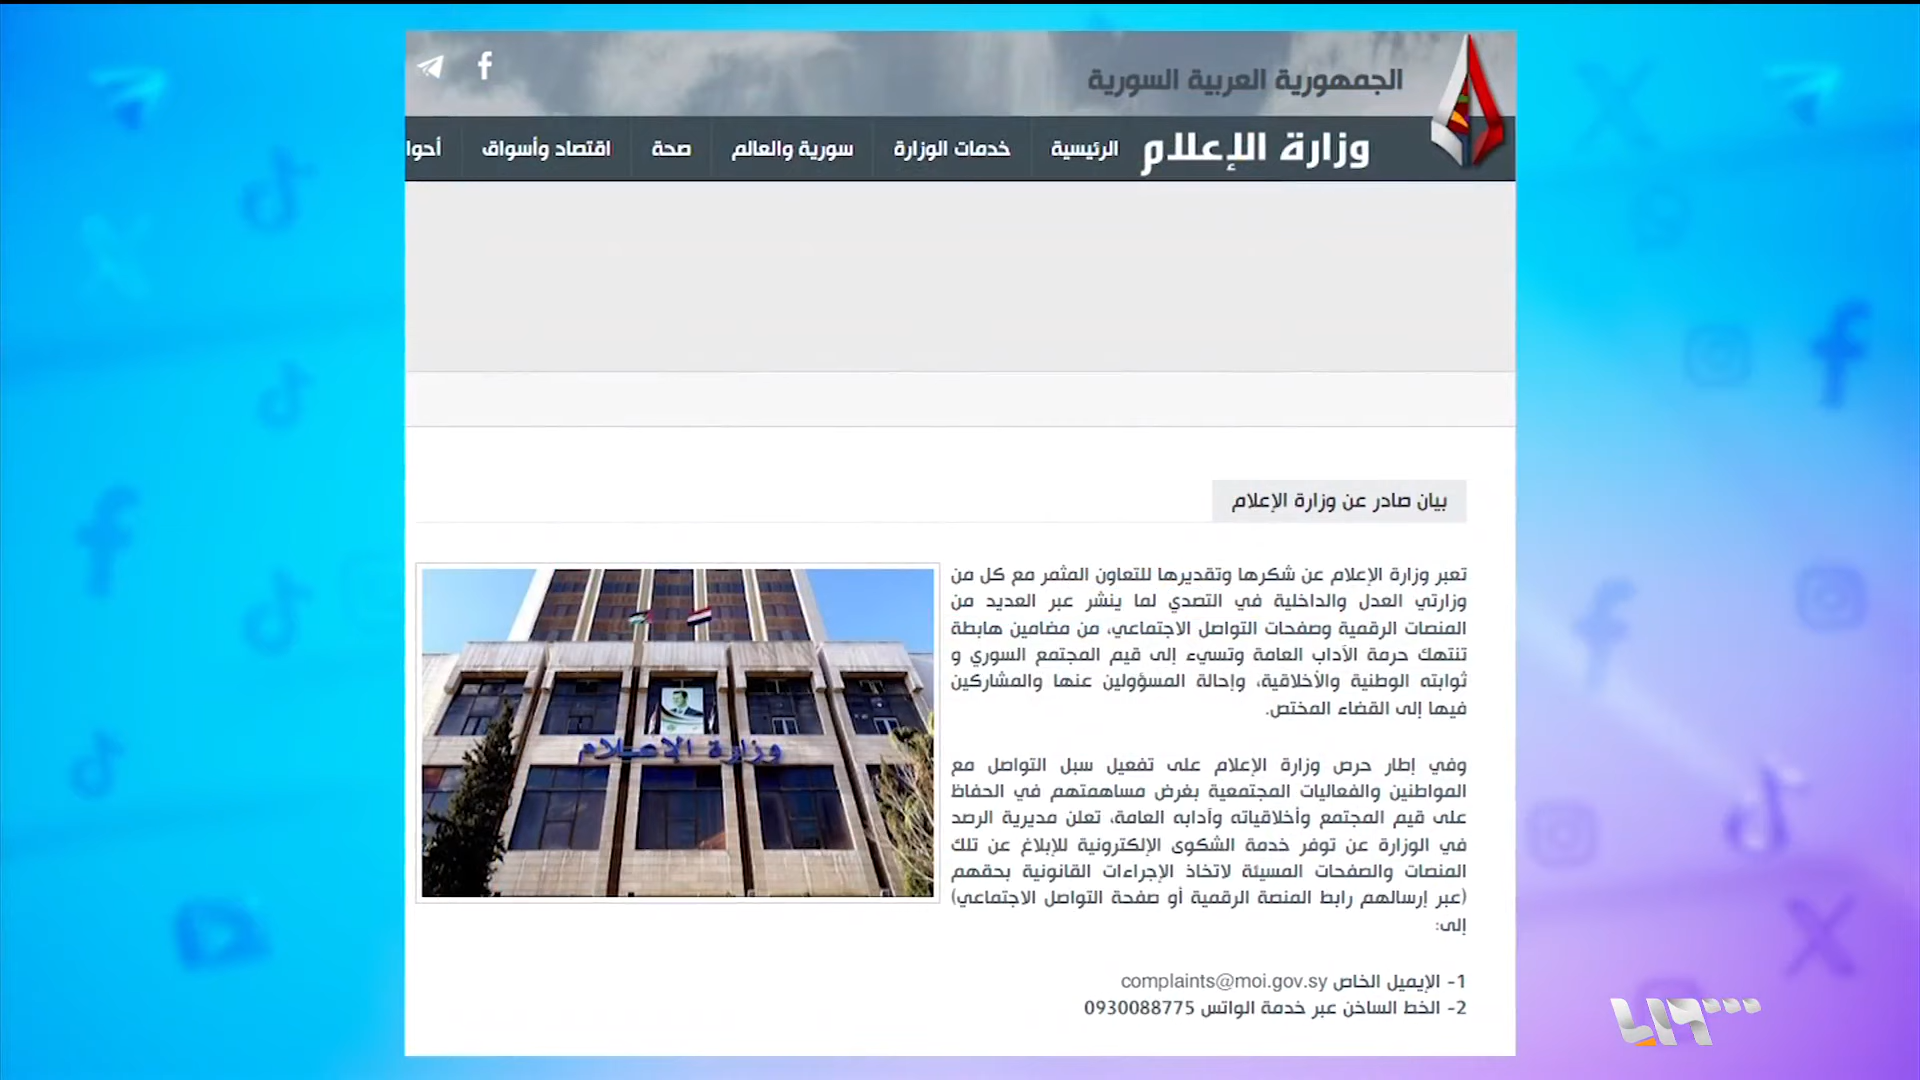 الجمهورية العربية السورية
وزارة الإعلام
الرئيسية
خدمات الوزارة
سورية والعالم
صحة
اقتصاد وأسواق
أحوا
بيان صادر عن وزارة الإعلام
تعبر وزارة الإعلام عن شكرها وتقديرها للتعاون المثمر مع كل من
وزارتي العدل والداخلية في التصدي لما ينشر عبر العديد من
المنصات الرقمية وصفحات التواصل الاجتماعي، من مضامين هابطة
تنتهك حرمة الآداب العامة وتسيء إلى قيم المجتمع السوري و
ثوابته الوطنية والأخلاقية، وإحالة المسؤولين عنها والمشاركين
فيها إلى القضاء المختص.
وفي إطار حرص وزارة الإعلام على تفعيل سبل التواصل مع
المواطنين والفعاليات المجتمعية بغرض مساهمتهم في الحفاظ
على قيم المجتمع وأخلاقياته وآدابه العامة، تعلن مديرية الرصد
في الوزارة عن توفر خدمة الشكوى الإلكترونية للإبلاغ عن تلك
المنصات والصفحات المسيئة لاتخاذ الإجراءات القانونية بحقهم
(عبر إرسالهم رابط المنصة الرقمية أو صفحة التواصل الاجتماعي)
إلى:
1- الإيميل الخاص complaints@moi.gov.sy
2- الخط الساخن عبر خدمة الواتس 0930088775
وزارة الإعلام